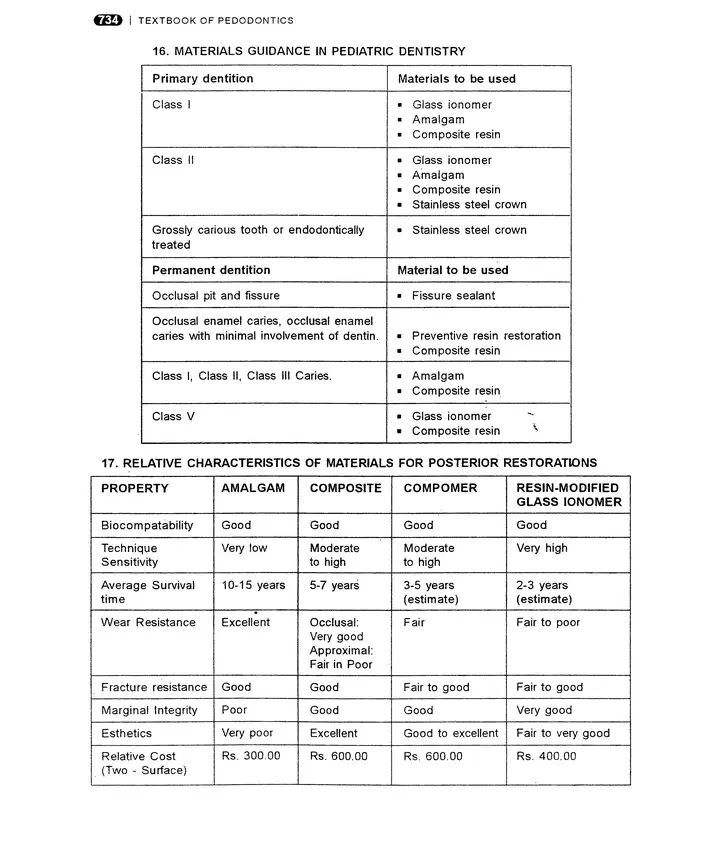 734 | TEXTBOOK OF PEDODONTICS
16. MATERIALS GUIDANCE IN PEDIATRIC DENTISTRY
Primary dentition Materials to be used
Class I ▪ Glass ionomer
▪ Amalgam
▪ Composite resin
Class II ▪ Glass ionomer
▪ Amalgam
▪ Composite resin
▪ Stainless steel crown
Grossly carious tooth or endodontically ▪ Stainless steel crown
treated
Permanent dentition Material to be used
Occlusal pit and fissure ▪ Fissure sealant
Occlusal enamel caries, occlusal enamel
caries with minimal involvement of dentin. ▪ Preventive resin restoration
▪ Composite resin
Class I, Class II, Class III Caries. ▪ Amalgam
▪ Composite resin
Class V ▪ Glass ionomer
▪ Composite resin
17. RELATIVE CHARACTERISTICS OF MATERIALS FOR POSTERIOR RESTORATIONS
PROPERTY AMALGAM COMPOSITE COMPOMER RESIN-MODIFIED
GLASS IONOMER
Biocompatability Good Good Good Good
Technique Very low Moderate Moderate Very high
Sensitivity to high to high
Average Survival 10-15 years 5-7 years 3-5 years 2-3 years
time (estimate) (estimate)
Wear Resistance Excellent Occlusal: Fair Fair to poor
Very good
Approximal:
Fair in Poor
Fracture resistance Good Good Fair to good Fair to good
Marginal Integrity Poor Good Good Very good
Esthetics Very poor Excellent Good to excellent Fair to very good
Relative Cost Rs. 300.00 Rs. 600.00 Rs. 600.00 Rs. 400.00
(Two - Surface)